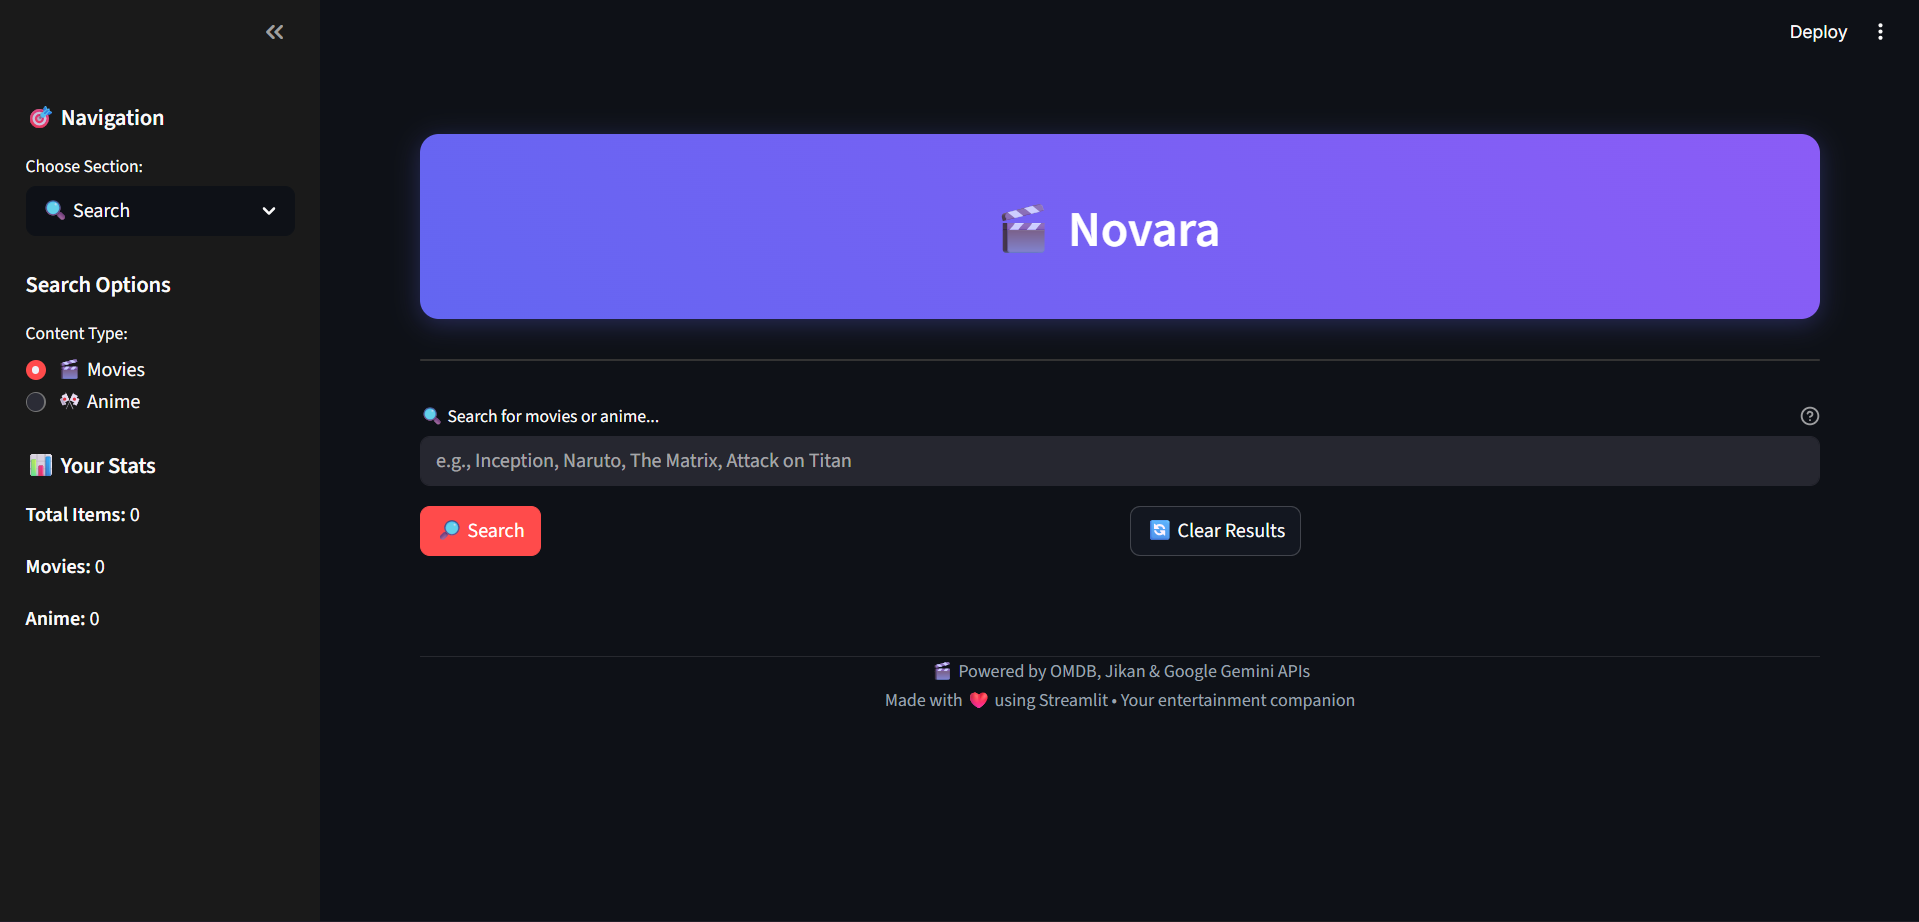 Deploy
🎯 Navigation
Choose Section:
🔍 Search
Search Options
Content Type:
🎬 Movies
🎌 Anime
📊 Your Stats
Total Items: 0
Movies: 0
Anime: 0
🎬 Novara
🔍 Search for movies or anime...
e.g., Inception, Naruto, The Matrix, Attack on Titan
🔎 Search
🔄 Clear Results
🎬 Powered by OMDB, Jikan & Google Gemini APIs
Made with ❤️ using Streamlit • Your entertainment companion